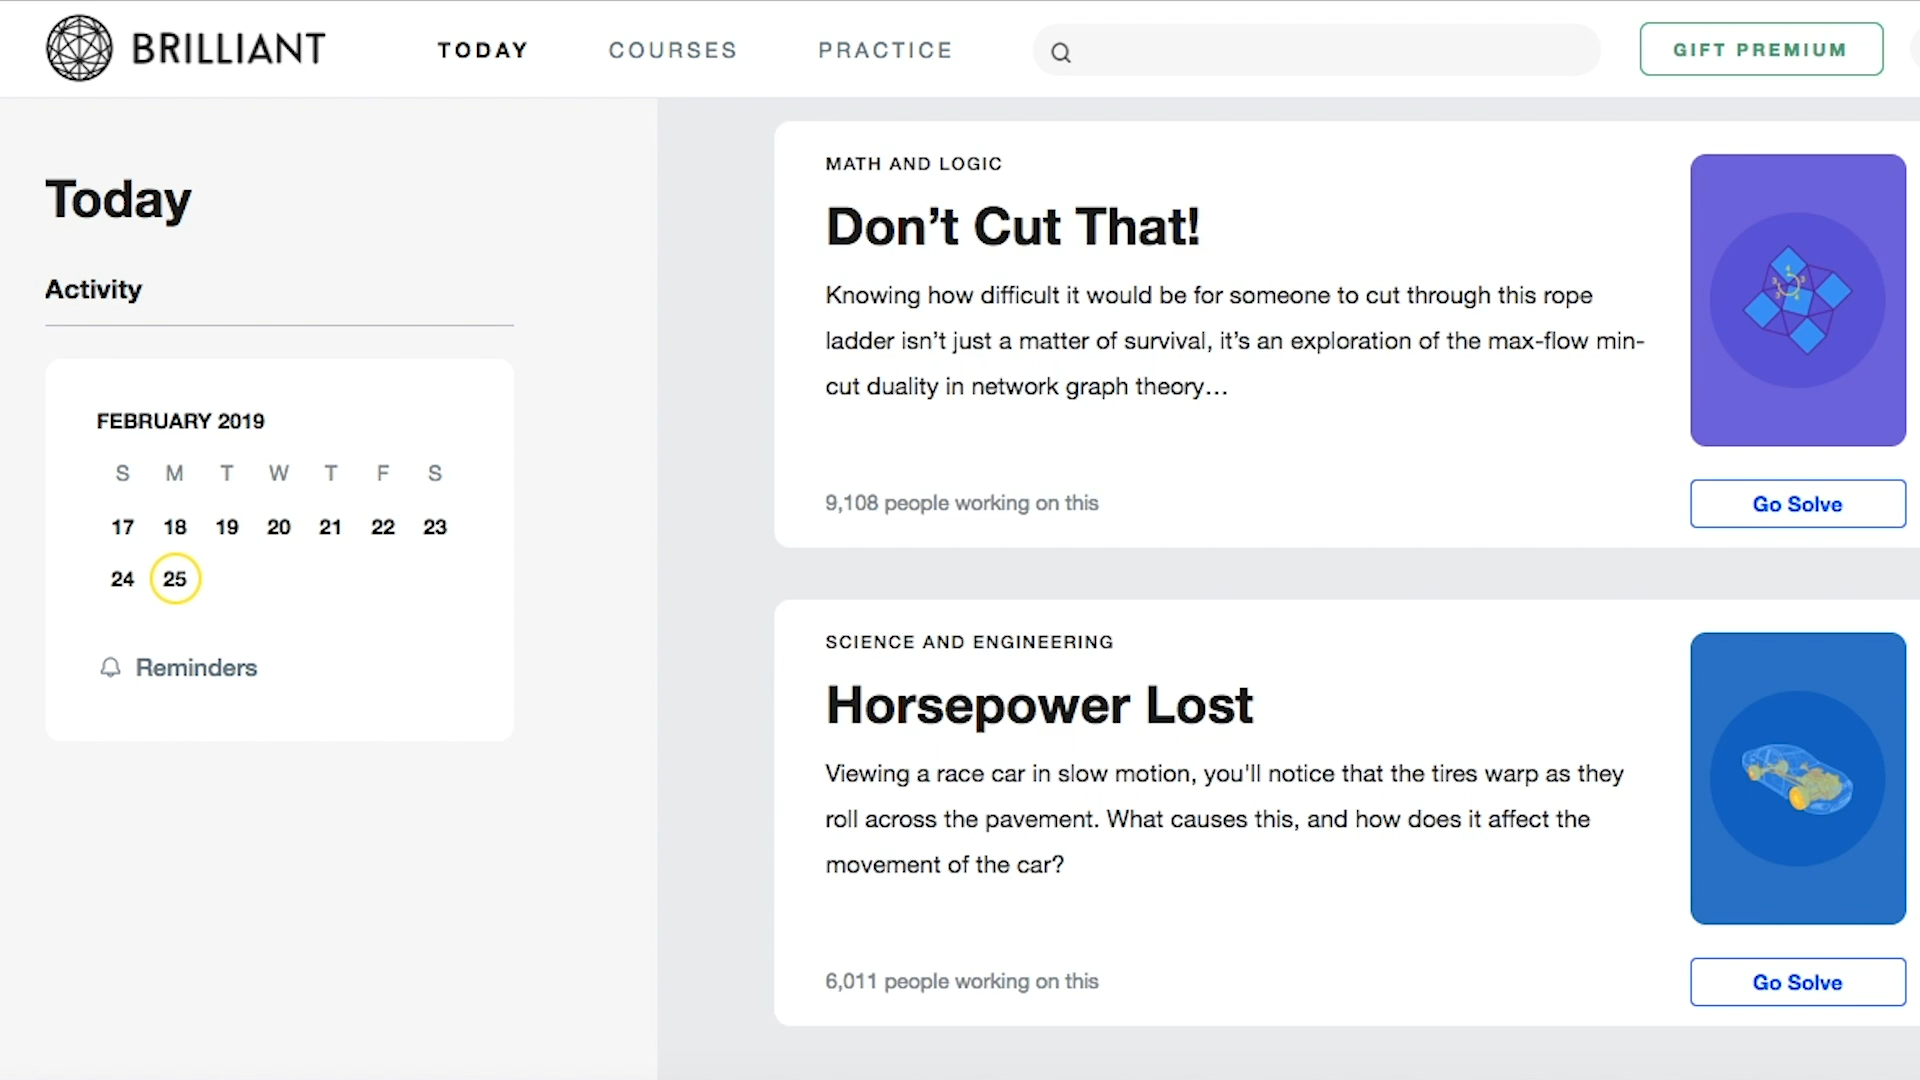 BRILLIANT
TODAY
COURSES
PRACTICE
GIFT PREMIUM
Today
Activity
FEBRUARY 2019
S M T W T F S
17 18 19 20 21 22 23
24 25
Reminders
MATH AND LOGIC
Don’t Cut That!
Knowing how difficult it would be for someone to cut through this rope
ladder isn’t just a matter of survival, it’s an exploration of the max-flow min-
cut duality in network graph theory…
9,108 people working on this
Go Solve
SCIENCE AND ENGINEERING
Horsepower Lost
Viewing a race car in slow motion, you'll notice that the tires warp as they
roll across the pavement. What causes this, and how does it affect the
movement of the car?
6,011 people working on this
Go Solve